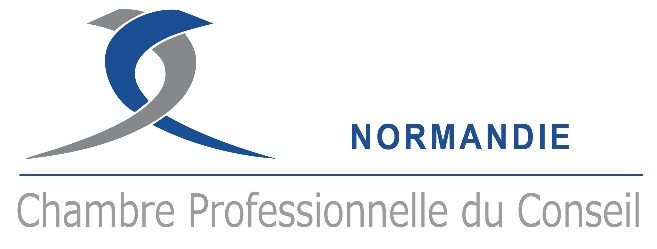 NORMANDIE
Chambre Professionnelle du Conseil